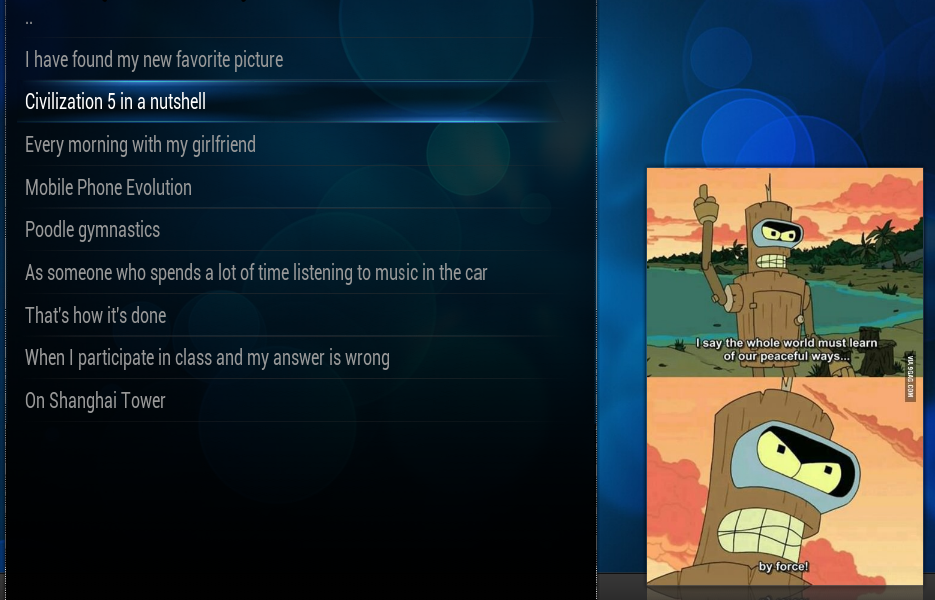 ..
I have found my new favorite picture
Civilization 5 in a nutshell
Every morning with my girlfriend
Mobile Phone Evolution
Poodle gymnastics
As someone who spends a lot of time listening to music in the car
That's how it's done
When I participate in class and my answer is wrong
On Shanghai Tower
I say the whole world must learn
of our peaceful ways...
VIA 9GAG.COM
by force!